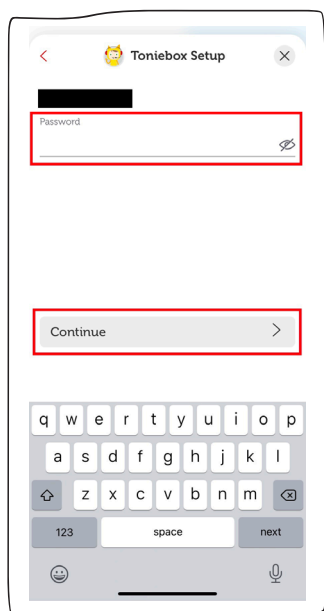 Toniebox Setup
Password
Continue
q w e r t y u i o p
a s d f g h j k l
z x c v b n m
123 space next